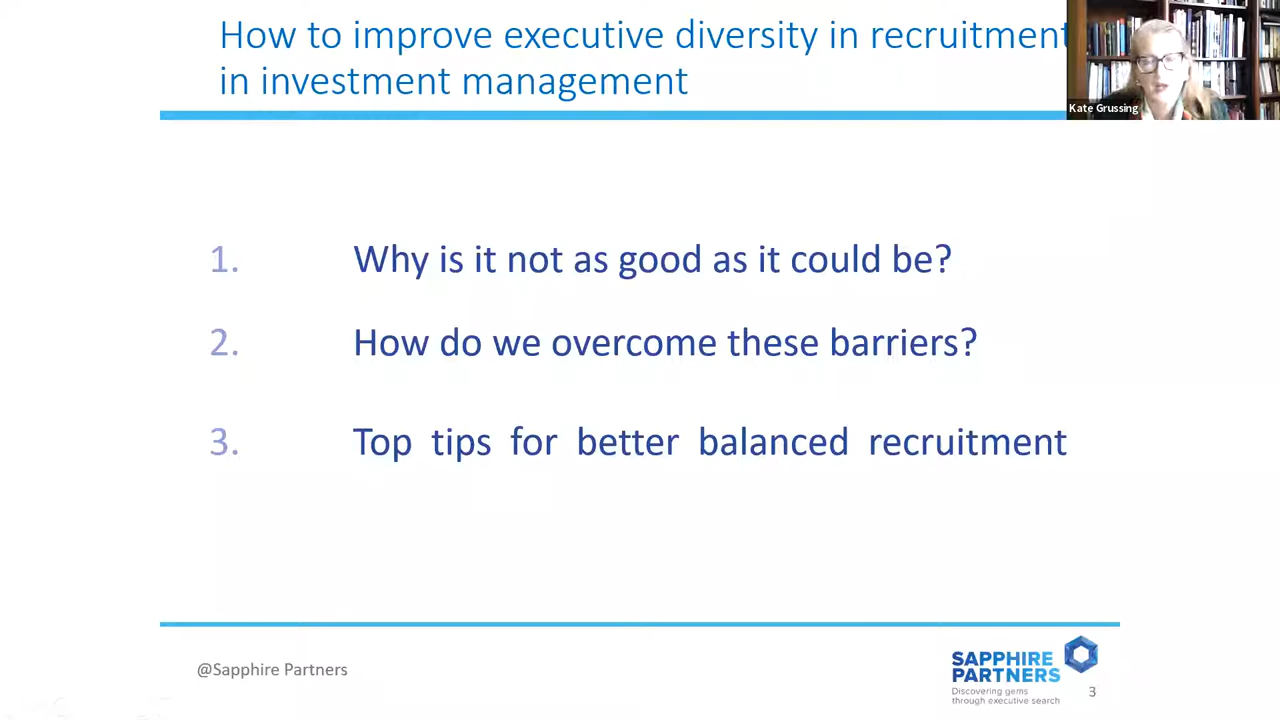 How to improve executive diversity in recruitment
in investment management
Kate Grussing
1. Why is it not as good as it could be?
2. How do we overcome these barriers?
3. Top tips for better balanced recruitment
@Sapphire Partners
SAPPHIRE
PARTNERS
Discovering gems
through executive search
3